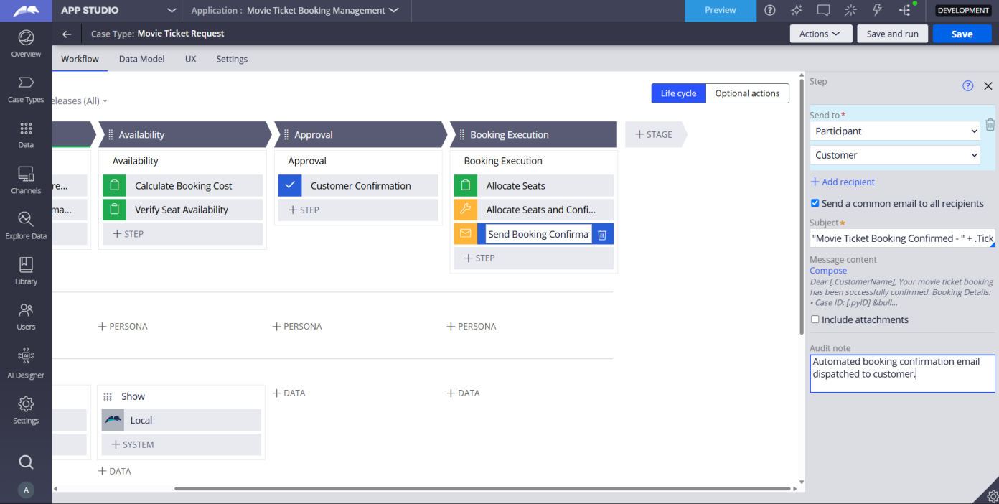 APP STUDIO
Application : Movie Ticket Booking Management
Preview
DEVELOPMENT
Case Type: Movie Ticket Request
Actions
Save and run
Save
Overview
Case Types
Data
Channels
Explore Data
Library
Users
AI Designer
Settings
A
Workflow
Data Model
UX
Settings
eleases (All)
Life cycle
Optional actions
Availability
Approval
Booking Execution
+ STAGE
re...
ma...
Availability
Calculate Booking Cost
Verify Seat Availability
+ STEP
Approval
Customer Confirmation
+ STEP
Booking Execution
Allocate Seats
Allocate Seats and Confi...
Send Booking Confirma
+ STEP
+ PERSONA
+ PERSONA
+ PERSONA
Show
Local
+ SYSTEM
+ DATA
+ DATA
+ DATA
Step
Send to *
Participant
Customer
+ Add recipient
Send a common email to all recipients
Subject *
"Movie Ticket Booking Confirmed - " + .Tick
Message content
Compose
Dear [.CustomerName], Your movie ticket booking
has been successfully confirmed. Booking Details:
• Case ID: [.pyID] &bull...
Include attachments
Audit note
Automated booking confirmation email
dispatched to customer.